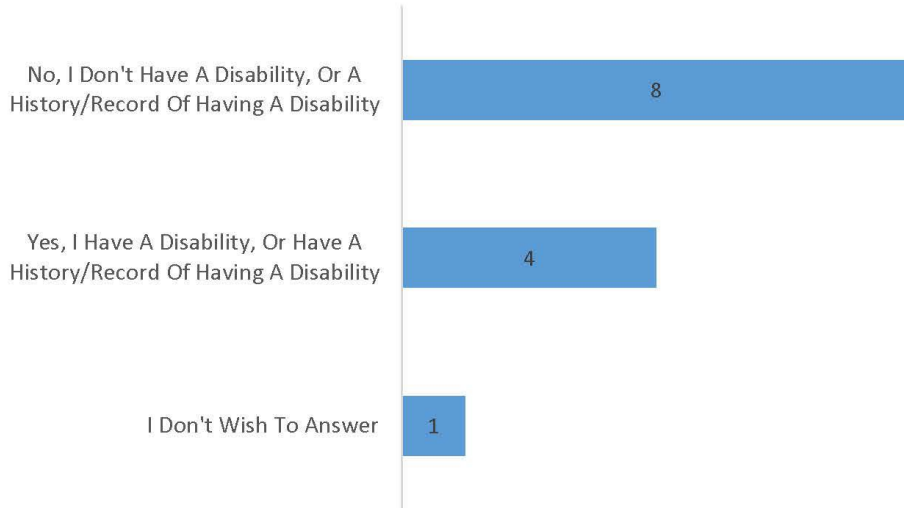 No, I Don't Have A Disability, Or A
History/Record Of Having A Disability
8
Yes, I Have A Disability, Or Have A
History/Record Of Having A Disability
4
I Don't Wish To Answer
1